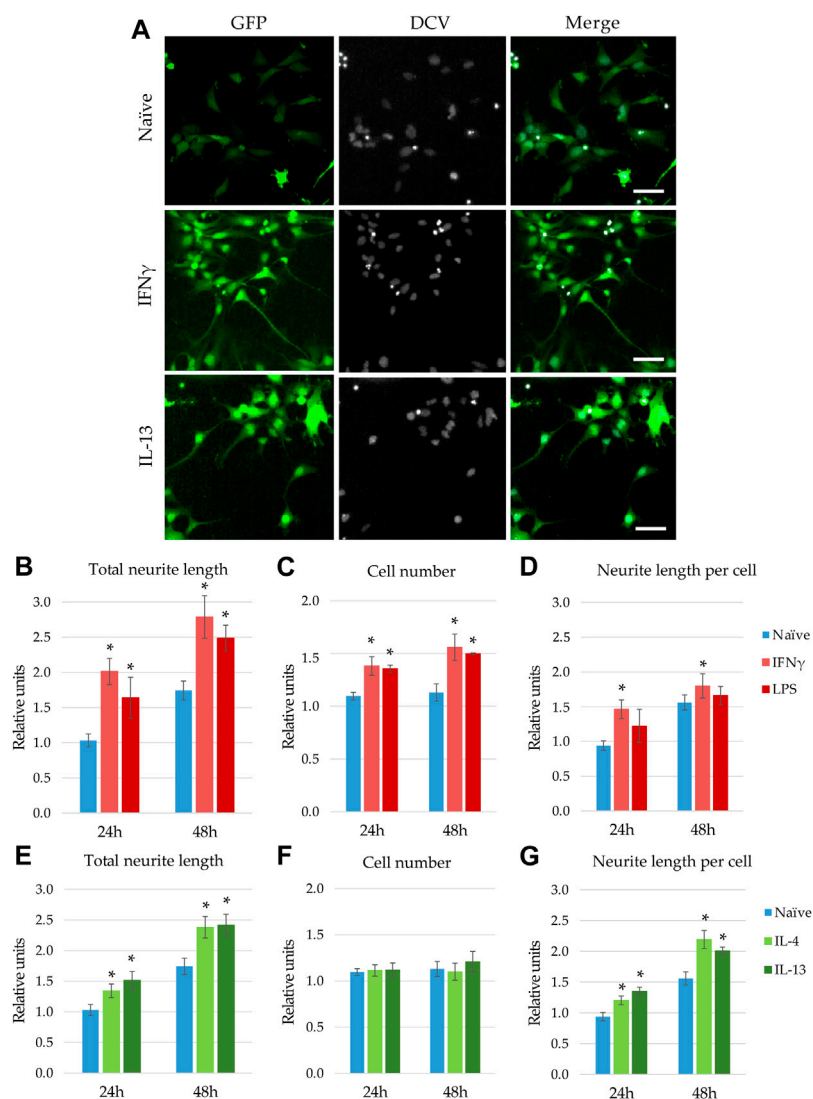 A
GFP DCV Merge
Naïve
IFNγ
IL-13
B Total neurite length
Relative units
3.0
2.5
2.0
1.5
1.0
0.5
0.0
* * * *
24h 48h
C Cell number
Relative units
2.0
1.5
1.0
0.5
0.0
* * * *
24h 48h
D Neurite length per cell
Relative units
3.0
2.5
2.0
1.5
1.0
0.5
0.0
* *
24h 48h
Naïve
IFNγ
LPS
E Total neurite length
Relative units
3.0
2.5
2.0
1.5
1.0
0.5
0.0
* * * *
24h 48h
F Cell number
Relative units
2.0
1.5
1.0
0.5
0.0
24h 48h
G Neurite length per cell
Relative units
3.0
2.5
2.0
1.5
1.0
0.5
0.0
* * * *
24h 48h
Naïve
IL-4
IL-13